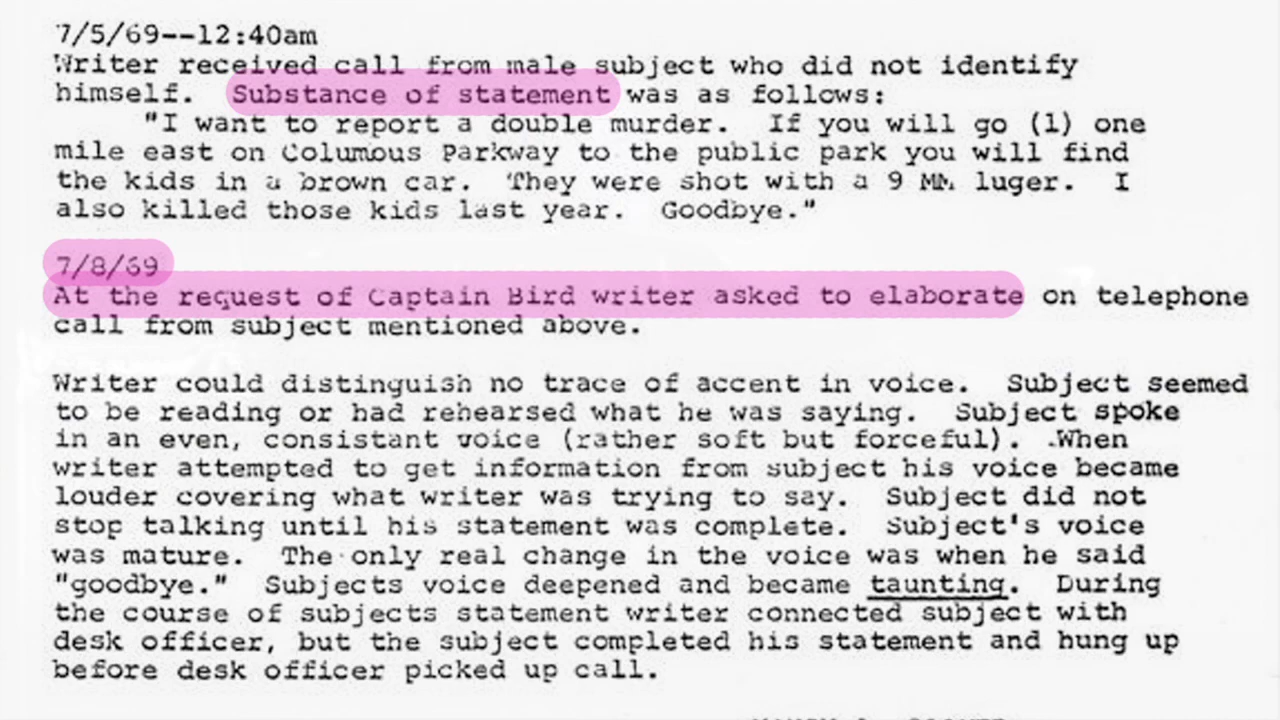 7/5/69--12:40am
Writer received call from male subject who did not identify
himself. Substance of statement was as follows:
"I want to report a double murder. If you will go (1) one
mile east on Columbus Parkway to the public park you will find
the kids in a brown car. They were shot with a 9 MM luger. I
also killed those kids last year. Goodbye."
7/8/69
At the request of Captain Bird writer asked to elaborate on telephone
call from subject mentioned above.
Writer could distinguish no trace of accent in voice. Subject seemed
to be reading or had rehearsed what he was saying. Subject spoke
in an even, consistant voice (rather soft but forceful). .When
writer attempted to get information from subject his voice became
louder covering what writer was trying to say. Subject did not
stop talking until his statement was complete. Subject's voice
was mature. The only real change in the voice was when he said
"goodbye." Subjects voice deepened and became taunting. During
the course of subjects statement writer connected subject with
desk officer, but the subject completed his statement and hung up
before desk officer picked up call.